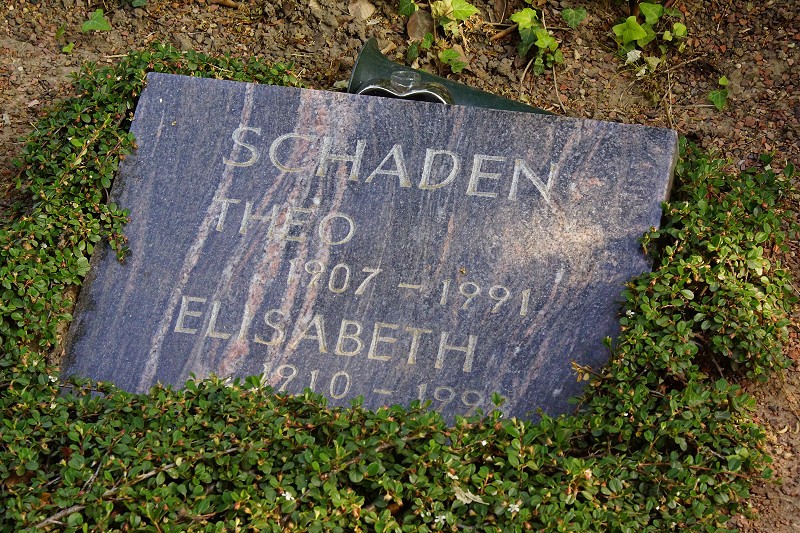 SCHADEN
THEO
1907 – 1991
ELISABETH
1910 –